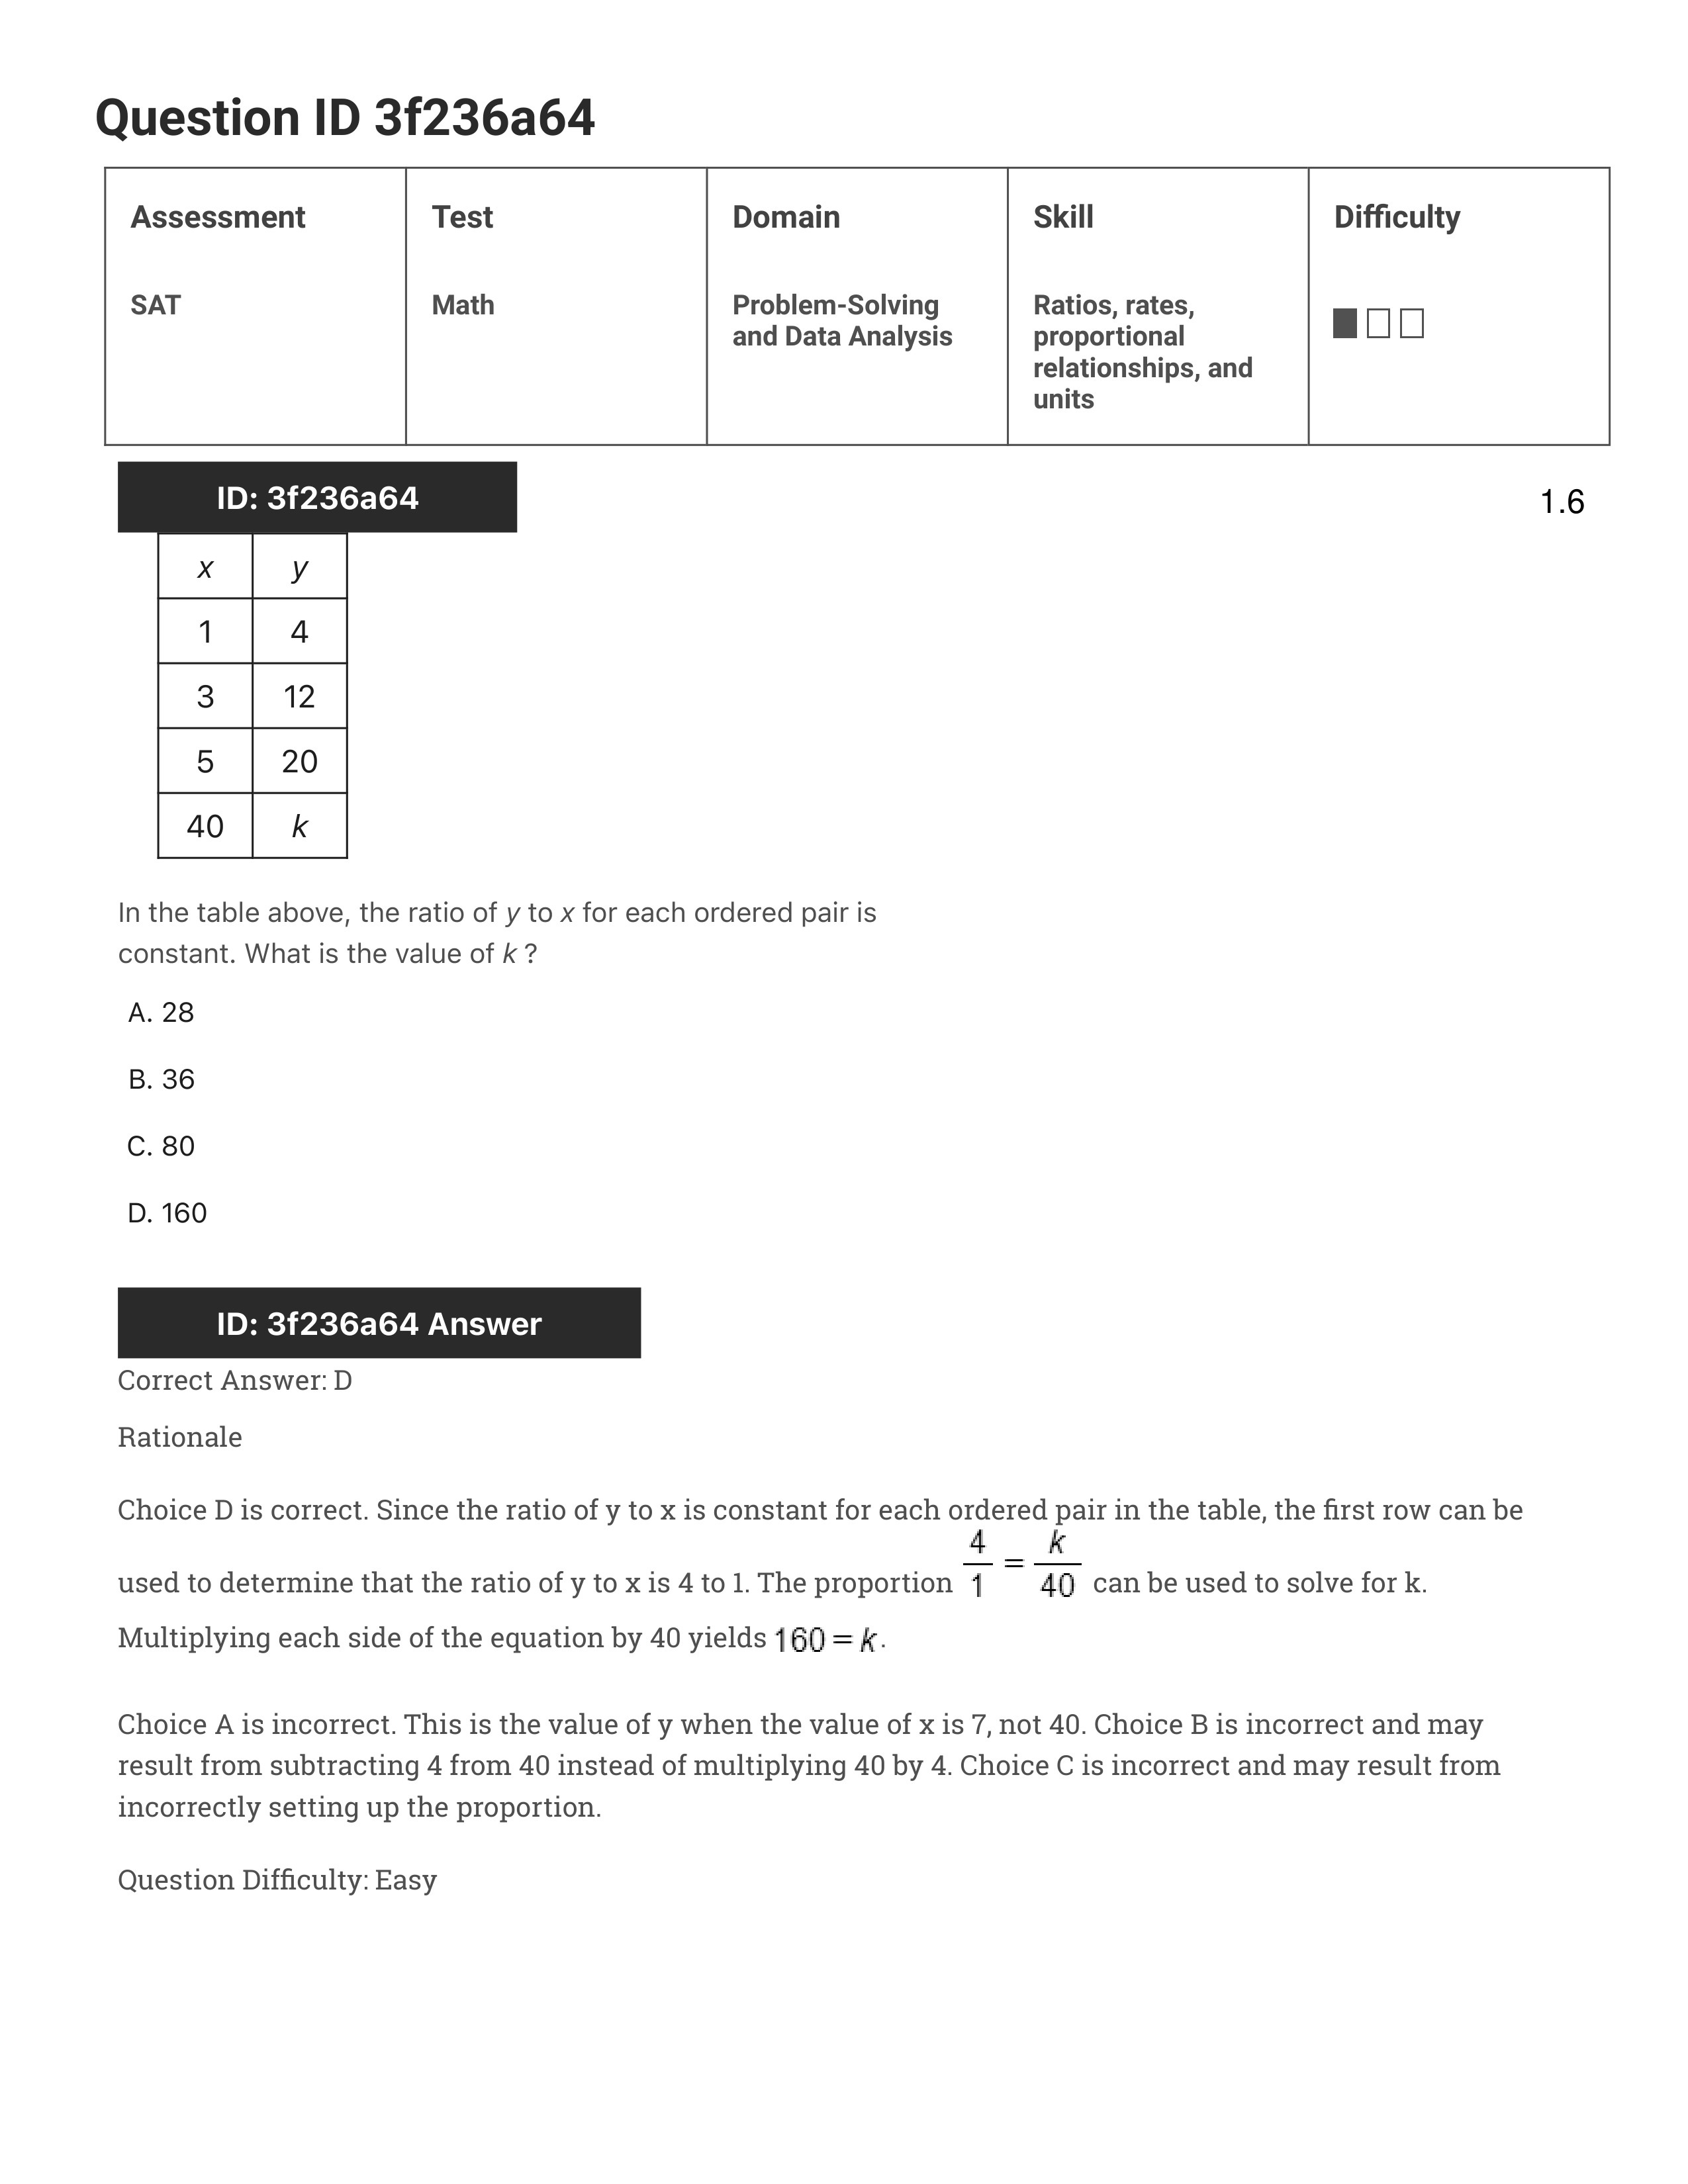 Question ID 3f236a64
Assessment Test Domain Skill Difficulty
SAT Math Problem-Solving and Data Analysis Ratios, rates, proportional relationships, and units
ID: 3f236a64
1.6
x y
1 4
3 12
5 20
40 k
In the table above, the ratio of y to x for each ordered pair is
constant. What is the value of k ?
A. 28
B. 36
C. 80
D. 160
ID: 3f236a64 Answer
Correct Answer: D
Rationale
Choice D is correct. Since the ratio of y to x is constant for each ordered pair in the table, the first row can be
used to determine that the ratio of y to x is 4 to 1. The proportion 4/1 = k/40 can be used to solve for k.
Multiplying each side of the equation by 40 yields 160 = k.
Choice A is incorrect. This is the value of y when the value of x is 7, not 40. Choice B is incorrect and may
result from subtracting 4 from 40 instead of multiplying 40 by 4. Choice C is incorrect and may result from
incorrectly setting up the proportion.
Question Difficulty: Easy